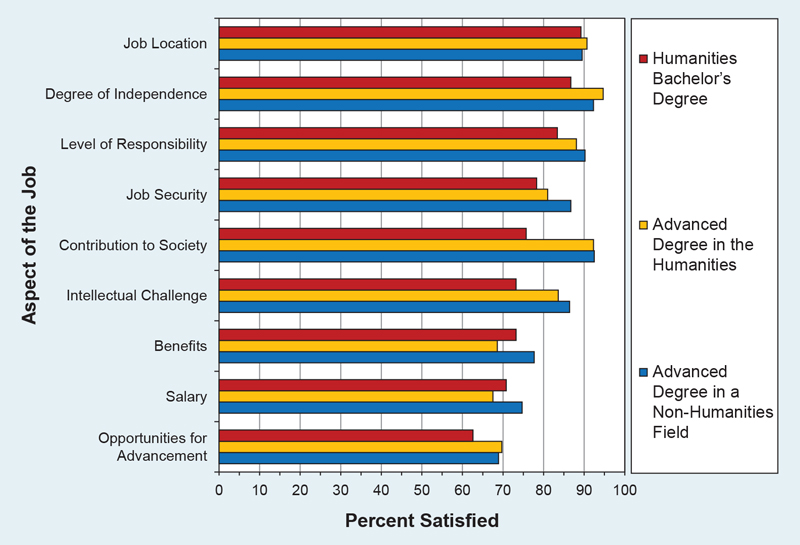 Aspect of the Job
Job Location
Degree of Independence
Level of Responsibility
Job Security
Contribution to Society
Intellectual Challenge
Benefits
Salary
Opportunities for
Advancement
0 10 20 30 40 50 60 70 80 90 100
Percent Satisfied
Humanities
Bachelor’s
Degree
Advanced
Degree in the
Humanities
Advanced
Degree in a
Non-Humanities
Field